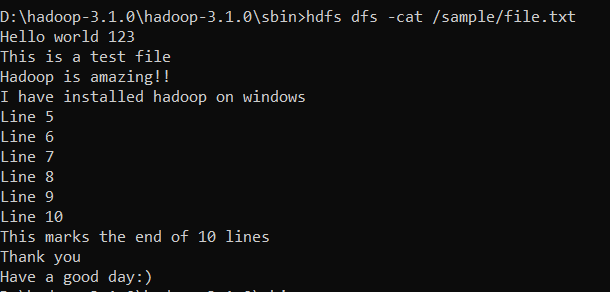 D:\hadoop-3.1.0\hadoop-3.1.0\sbin>hdfs dfs -cat /sample/file.txt
Hello world 123
This is a test file
Hadoop is amazing!!
I have installed hadoop on windows
Line 5
Line 6
Line 7
Line 8
Line 9
Line 10
This marks the end of 10 lines
Thank you
Have a good day:)